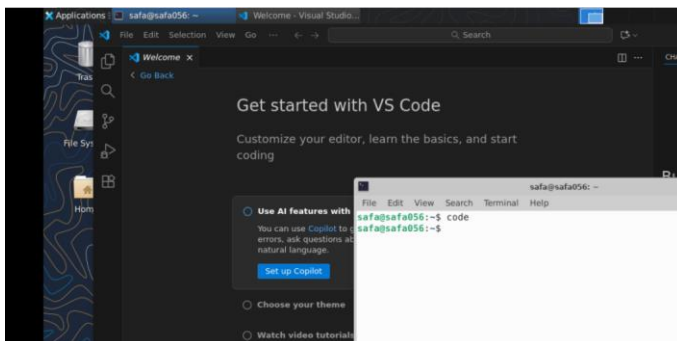 Applications
safa@safa056: ~
Welcome - Visual Studio...
File Edit Selection View Go ··· ← → Search
Welcome ×
Go Back
Trash
File Sys
Home
Get started with VS Code
Customize your editor, learn the basics, and start
coding
Use AI features with
You can use Copilot to
errors, ask questions
natural language.
Set up Copilot
Choose your theme
Watch video tutorials
safa@safa056: ~
File Edit View Search Terminal Help
safa@safa056:~$ code
safa@safa056:~$